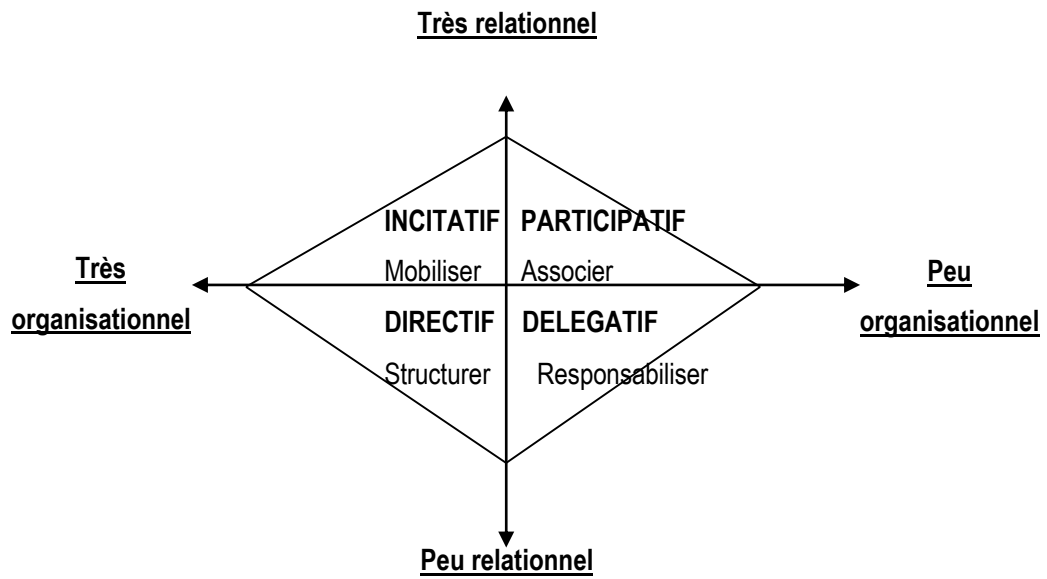 Très relationnel
INCITATIF PARTICIPATIF
Mobiliser Associer
Très
organisationnel
Peu
organisationnel
DIRECTIF DELEGATIF
Structurer Responsabiliser
Peu relationnel